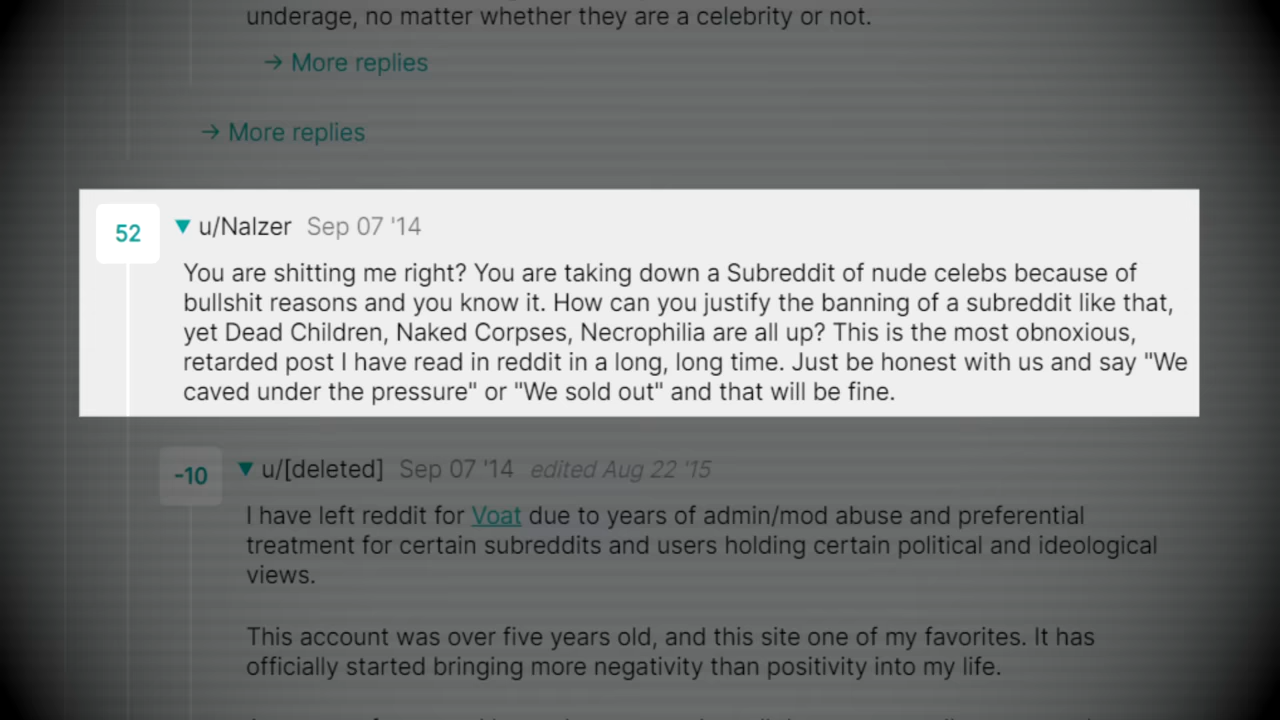 underage, no matter whether they are a celebrity or not.
→ More replies
→ More replies
52
▼ u/Nalzer Sep 07 '14
You are shitting me right? You are taking down a Subreddit of nude celebs because of
bullshit reasons and you know it. How can you justify the banning of a subreddit like that,
yet Dead Children, Naked Corpses, Necrophilia are all up? This is the most obnoxious,
retarded post I have read in reddit in a long, long time. Just be honest with us and say "We
caved under the pressure" or "We sold out" and that will be fine.
-10
▼ u/[deleted] Sep 07 '14 edited Aug 22 '15
I have left reddit for Voat due to years of admin/mod abuse and preferential
treatment for certain subreddits and users holding certain political and ideological
views.
This account was over five years old, and this site one of my favorites. It has
officially started bringing more negativity than positivity into my life.